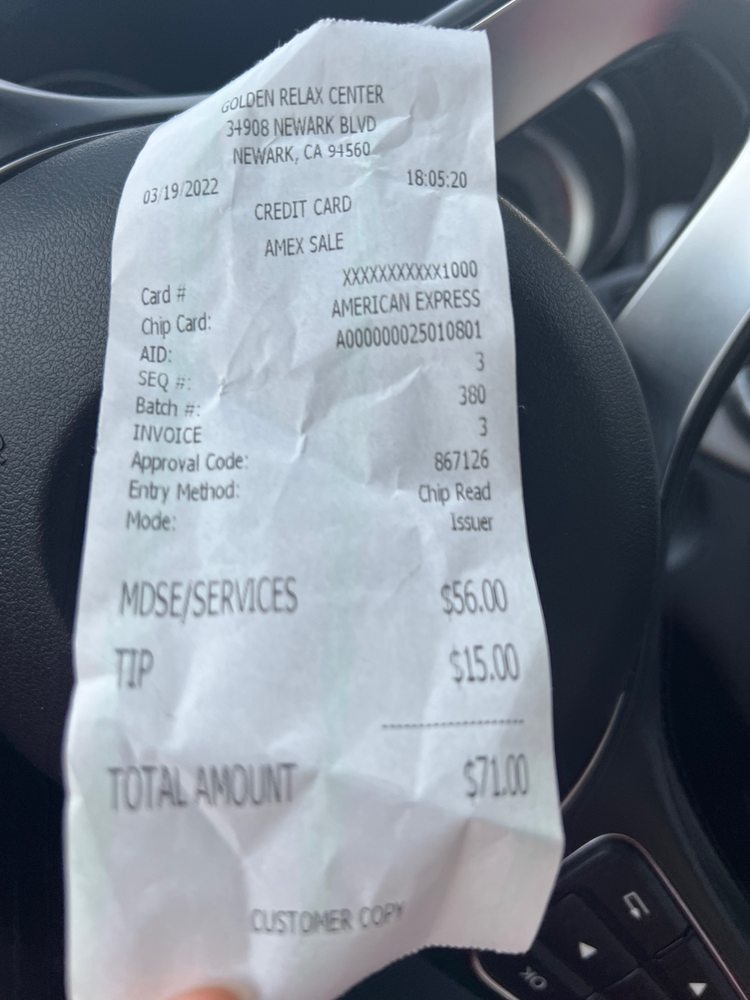 GOLDEN RELAX CENTER
34908 NEWARK BLVD
NEWARK, CA 94560
03/19/2022 18:05:20
CREDIT CARD
AMEX SALE
Card # XXXXXXXXXXX1000
Chip Card: AMERICAN EXPRESS
AID: A000000025010801
SEQ #: 3
Batch #: 380
INVOICE 3
Approval Code: 867126
Entry Method: Chip Read
Mode: Issuer
MDSE/SERVICES $56.00
TIP $15.00
--------------------
TOTAL AMOUNT $71.00
CUSTOMER COPY
OK